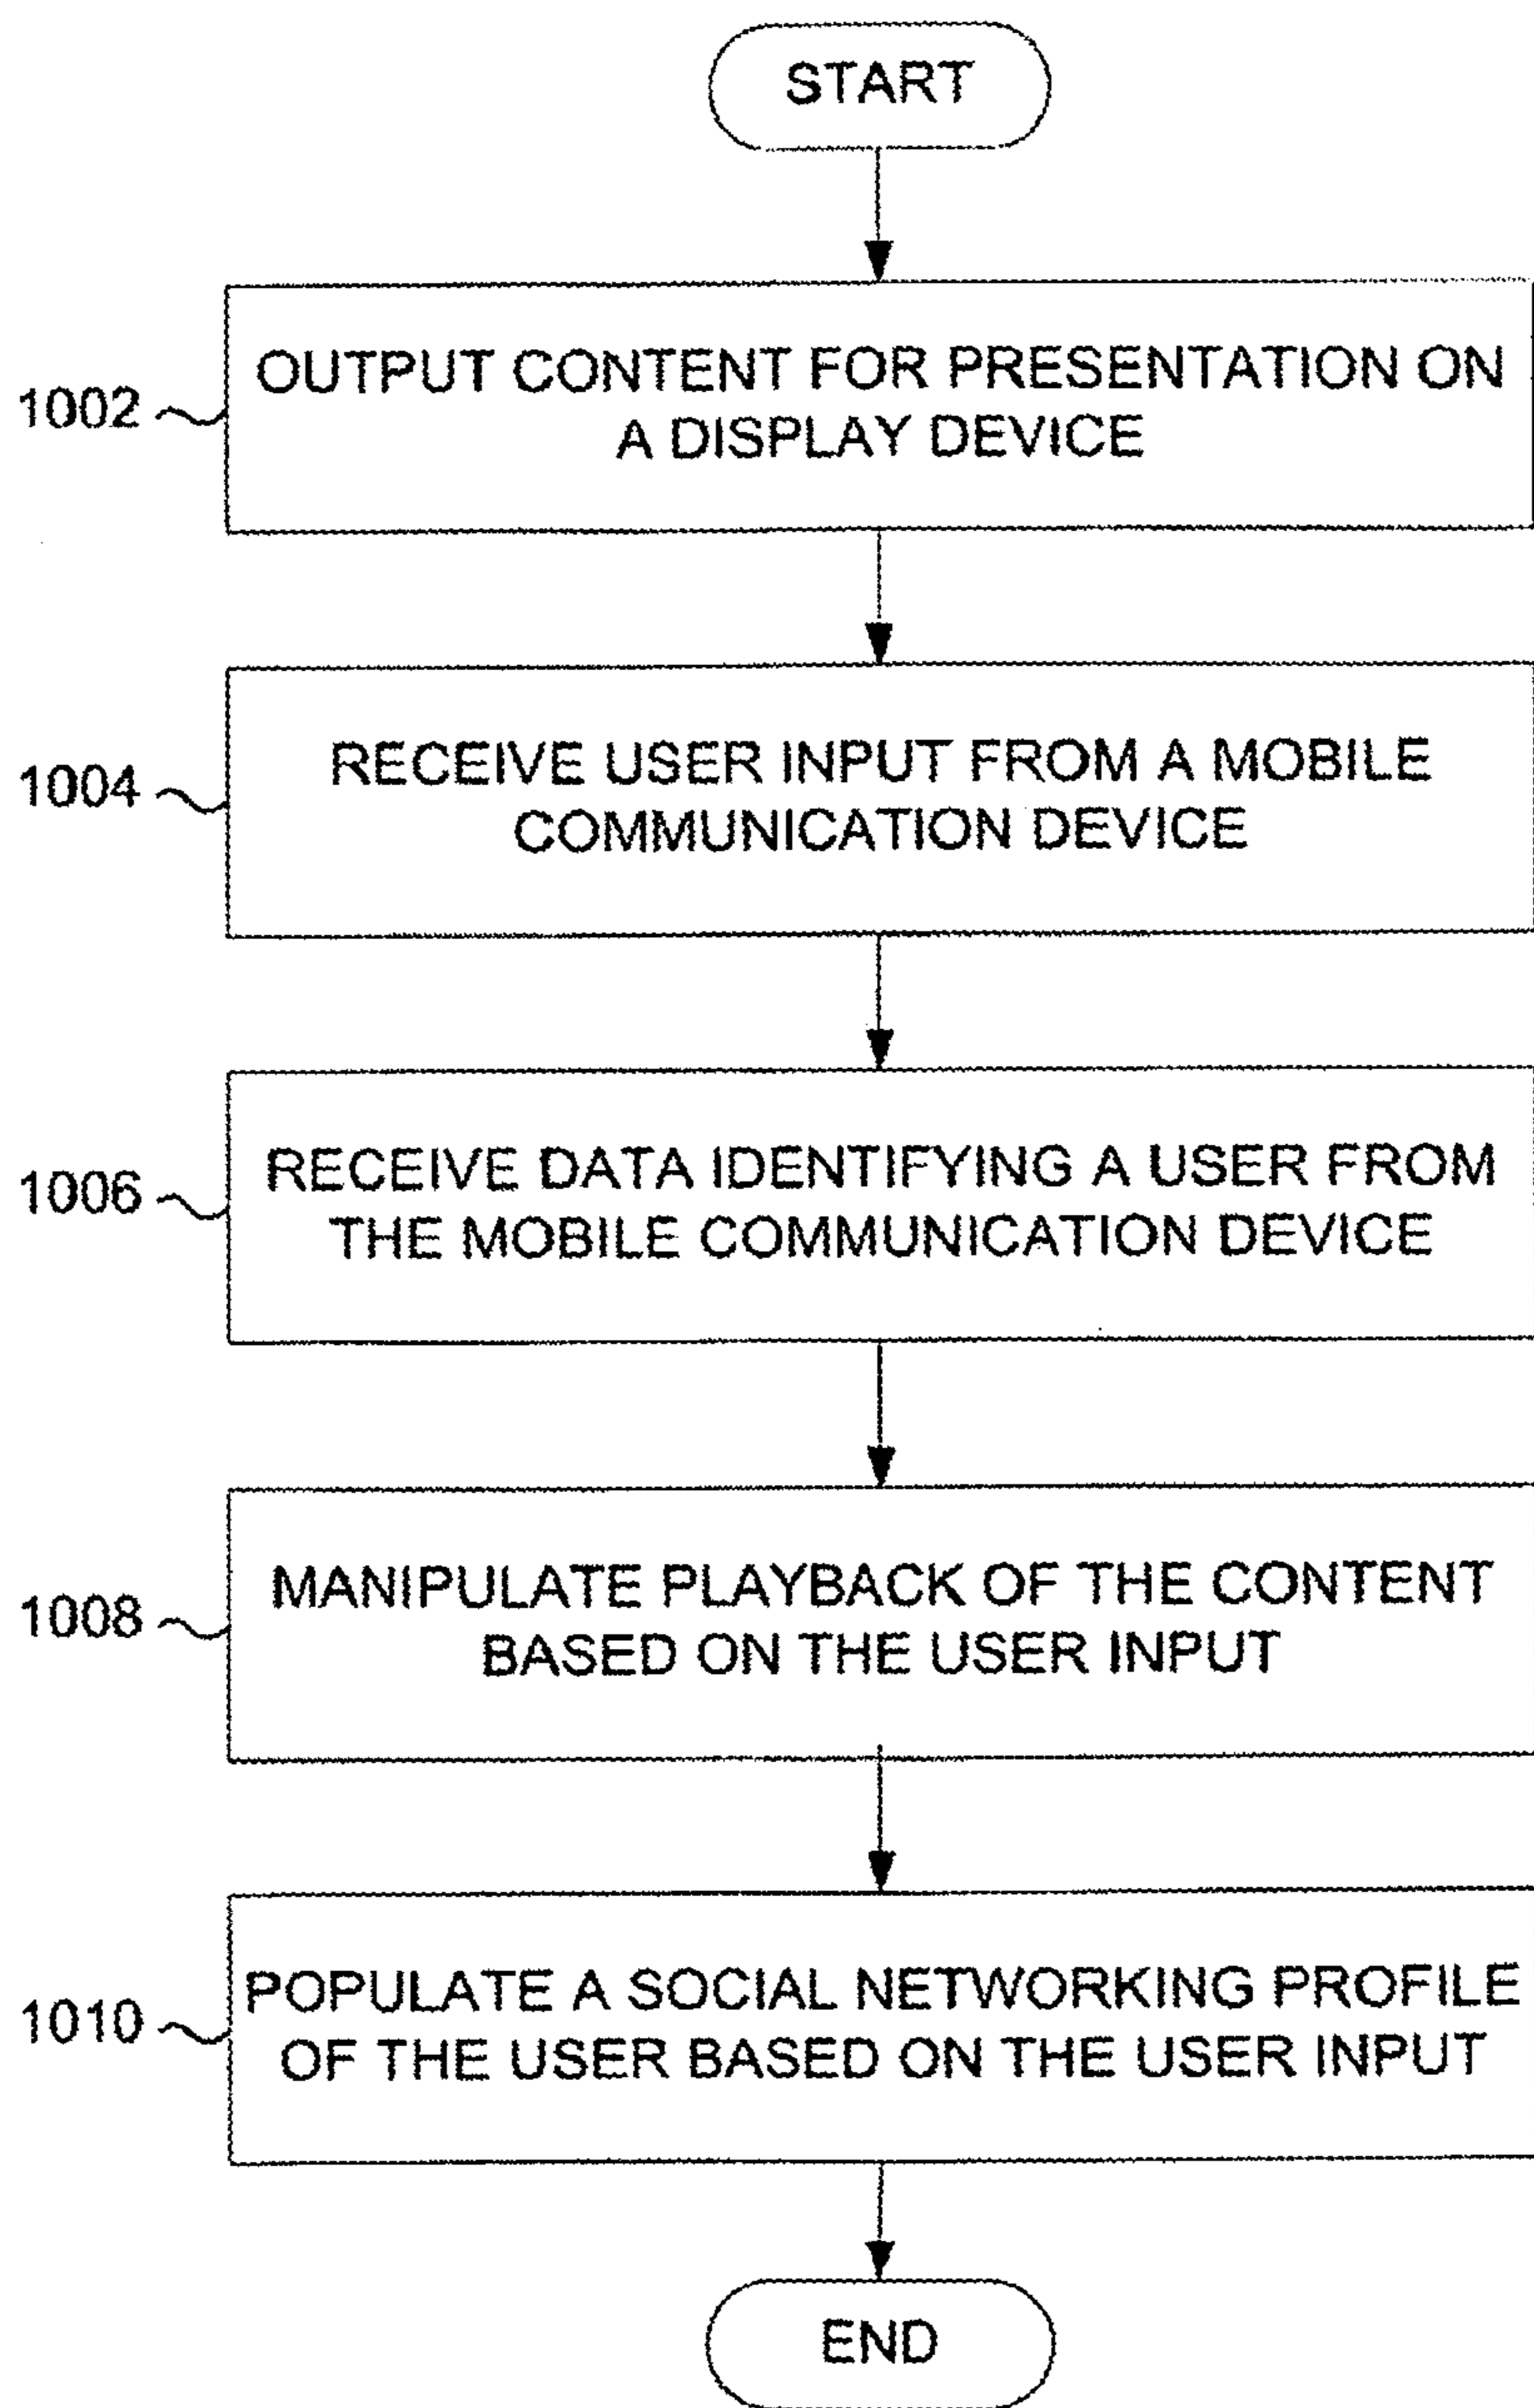 START
1002
OUTPUT CONTENT FOR PRESENTATION ON
A DISPLAY DEVICE
1004
RECEIVE USER INPUT FROM A MOBILE
COMMUNICATION DEVICE
1006
RECEIVE DATA IDENTIFYING A USER FROM
THE MOBILE COMMUNICATION DEVICE
1008
MANIPULATE PLAYBACK OF THE CONTENT
BASED ON THE USER INPUT
1010
POPULATE A SOCIAL NETWORKING PROFILE
OF THE USER BASED ON THE USER INPUT
END